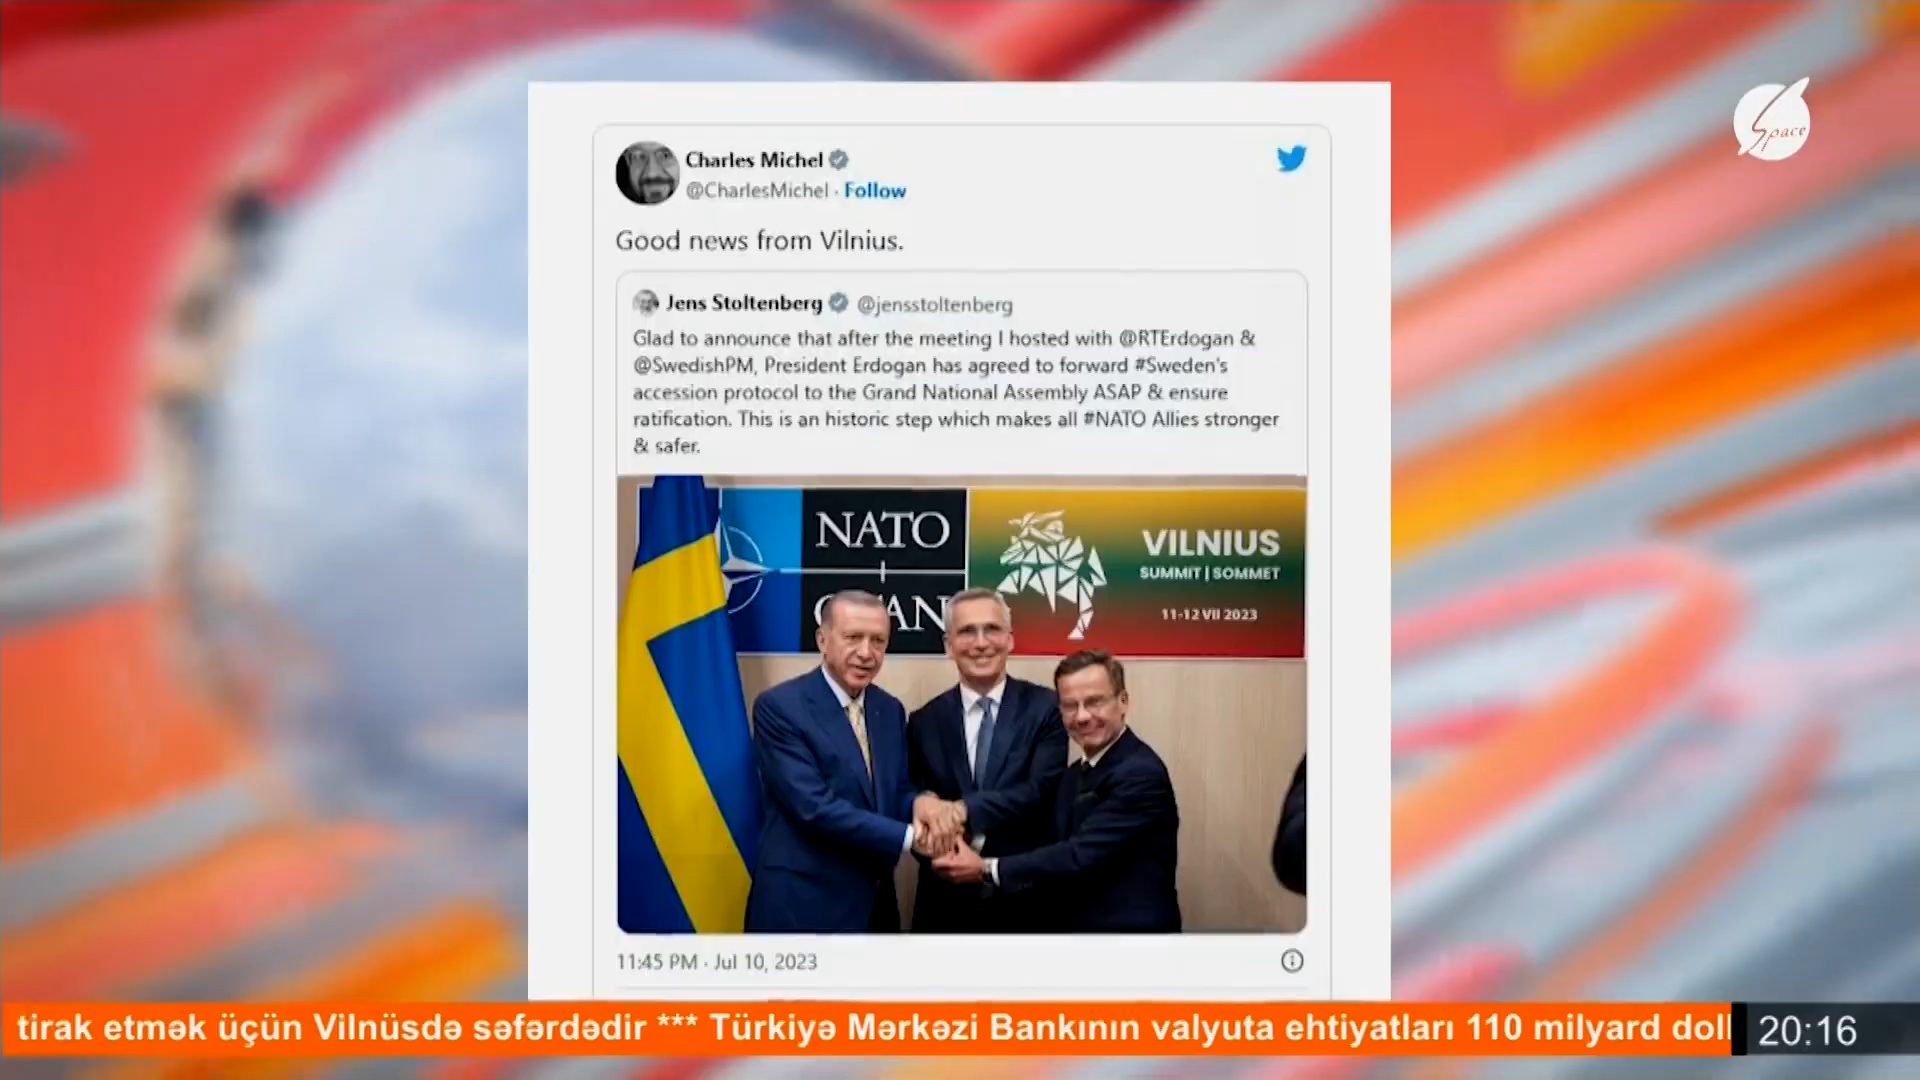 Space
Charles Michel
@CharlesMichel · Follow
Good news from Vilnius.
Jens Stoltenberg @jensstoltenberg
Glad to announce that after the meeting I hosted with @RTErdogan &
@SwedishPM, President Erdogan has agreed to forward #Sweden's
accession protocol to the Grand National Assembly ASAP & ensure
ratification. This is an historic step which makes all #NATO Allies stronger
& safer.
NATO
VILNIUS
SUMMIT | SOMMET
11-12 VII 2023
11:45 PM · Jul 10, 2023
tirak etmək üçün Vilnüsdə səfərdədir *** Türkiyə Mərkəzi Bankının valyuta ehtiyatları 110 milyard doll
20:16